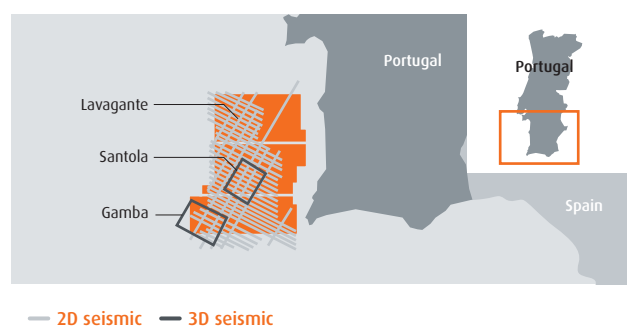 Portugal
Portugal
Lavagante
Santola
Gamba
Spain
2D seismic
3D seismic